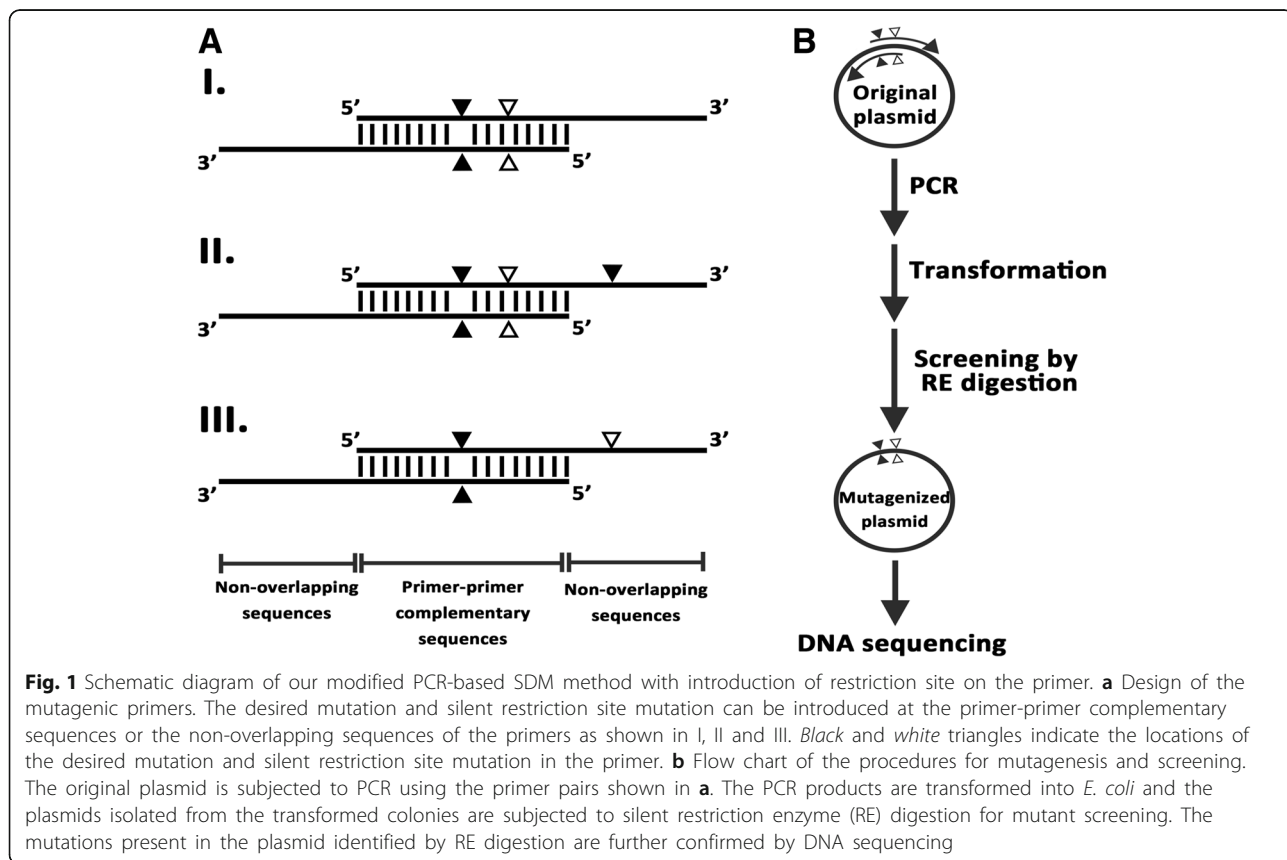 A
I.
5’
3’
3’
5’
II.
5’
3’
3’
5’
III.
5’
3’
3’
5’
Non-overlapping
sequences
Primer-primer
complementary
sequences
Non-overlapping
sequences
B
Original
plasmid
PCR
Transformation
Screening by
RE digestion
Mutagenized
plasmid
DNA sequencing
Fig. 1 Schematic diagram of our modified PCR-based SDM method with introduction of restriction site on the primer. a Design of the
mutagenic primers. The desired mutation and silent restriction site mutation can be introduced at the primer-primer complementary
sequences or the non-overlapping sequences of the primers as shown in I, II and III. Black and white triangles indicate the locations of
the desired mutation and silent restriction site mutation in the primer. b Flow chart of the procedures for mutagenesis and screening.
The original plasmid is subjected to PCR using the primer pairs shown in a. The PCR products are transformed into E. coli and the
plasmids isolated from the transformed colonies are subjected to silent restriction enzyme (RE) digestion for mutant screening. The
mutations present in the plasmid identified by RE digestion are further confirmed by DNA sequencing